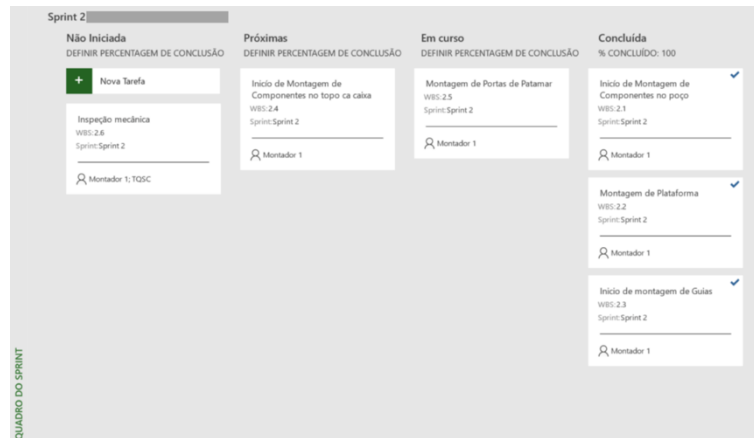 Sprint 2
Não Iniciada
DEFINIR PERCENTAGEM DE CONCLUSÃO
Nova Tarefa
Inspeção mecânica
WBS:2.6
Sprint:Sprint 2
Montador 1; TQSC
Próximas
DEFINIR PERCENTAGEM DE CONCLUSÃO
Inicío de Montagem de
Componentes no topo ca caixa
WBS:2.4
Sprint:Sprint 2
Montador 1
Em curso
DEFINIR PERCENTAGEM DE CONCLUSÃO
Montagem de Portas de Patamar
WBS:2.5
Sprint:Sprint 2
Montador 1
Concluída
% CONCLUÍDO: 100
Inicío de Montagem de
Componentes no poço
WBS:2.1
Sprint:Sprint 2
Montador 1
Montagem de Plataforma
WBS:2.2
Sprint:Sprint 2
Montador 1
Início de montagem de Guias
WBS:2.3
Sprint:Sprint 2
Montador 1
QUADRO DO SPRINT